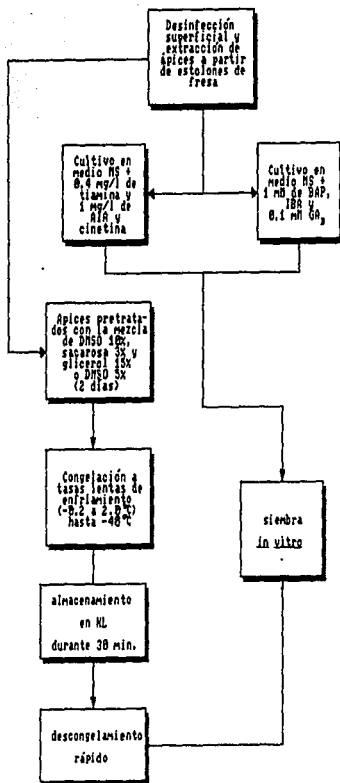 Desinfección
superficial y
extracción de
ápices a partir
de estolones de
fresa
Cultivo en
medio MS +
0.4 mg/l de
tiamina y
1 mg/l de
AIA y
cinetina
Cultivo en
medio MS +
1 mM de BAP,
IBA y
0.1 mM GA3
Apices pretrata-
dos con la mezcla
de DMSO 10%,
sacarosa 3% y
glicerol 15%
o DMSO 5%
(2 días)
Congelación a
tasas lentas de
enfriamiento
(-0.2 a 2.0°C)
hasta -40°C
siembra
in vitro
almacenamiento
en NL
durante 30 min.
descongelamiento
rápido